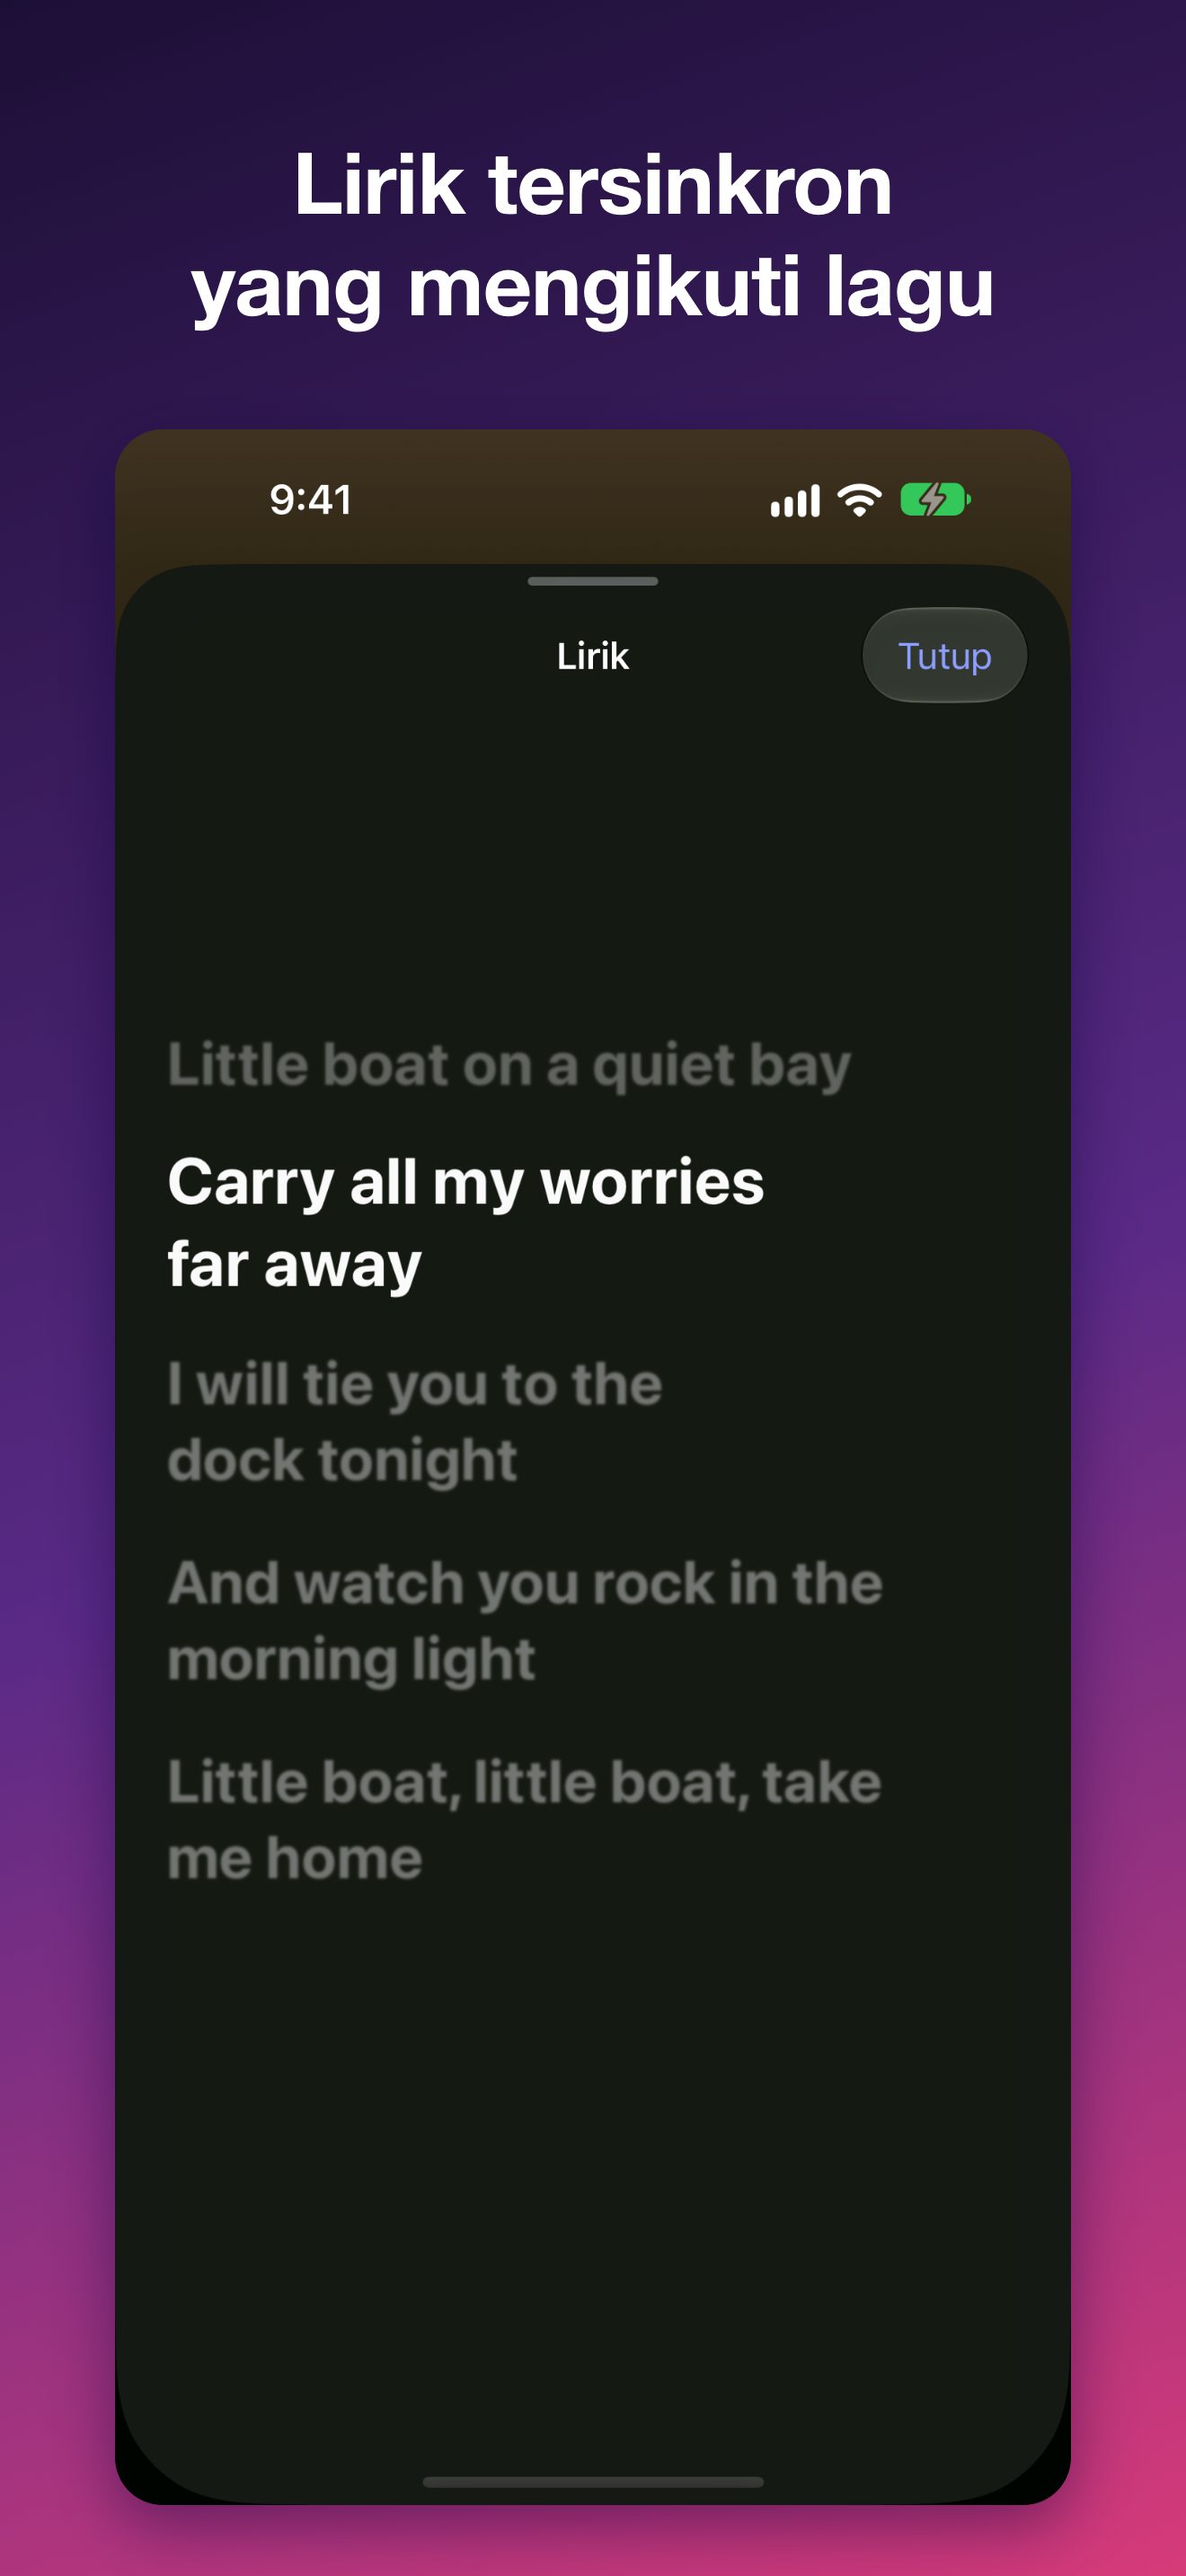 Lirik tersinkron
yang mengikuti lagu
9:41
Lirik
Tutup
Little boat on a quiet bay
Carry all my worries
far away
I will tie you to the
dock tonight
And watch you rock in the
morning light
Little boat, little boat, take
me home